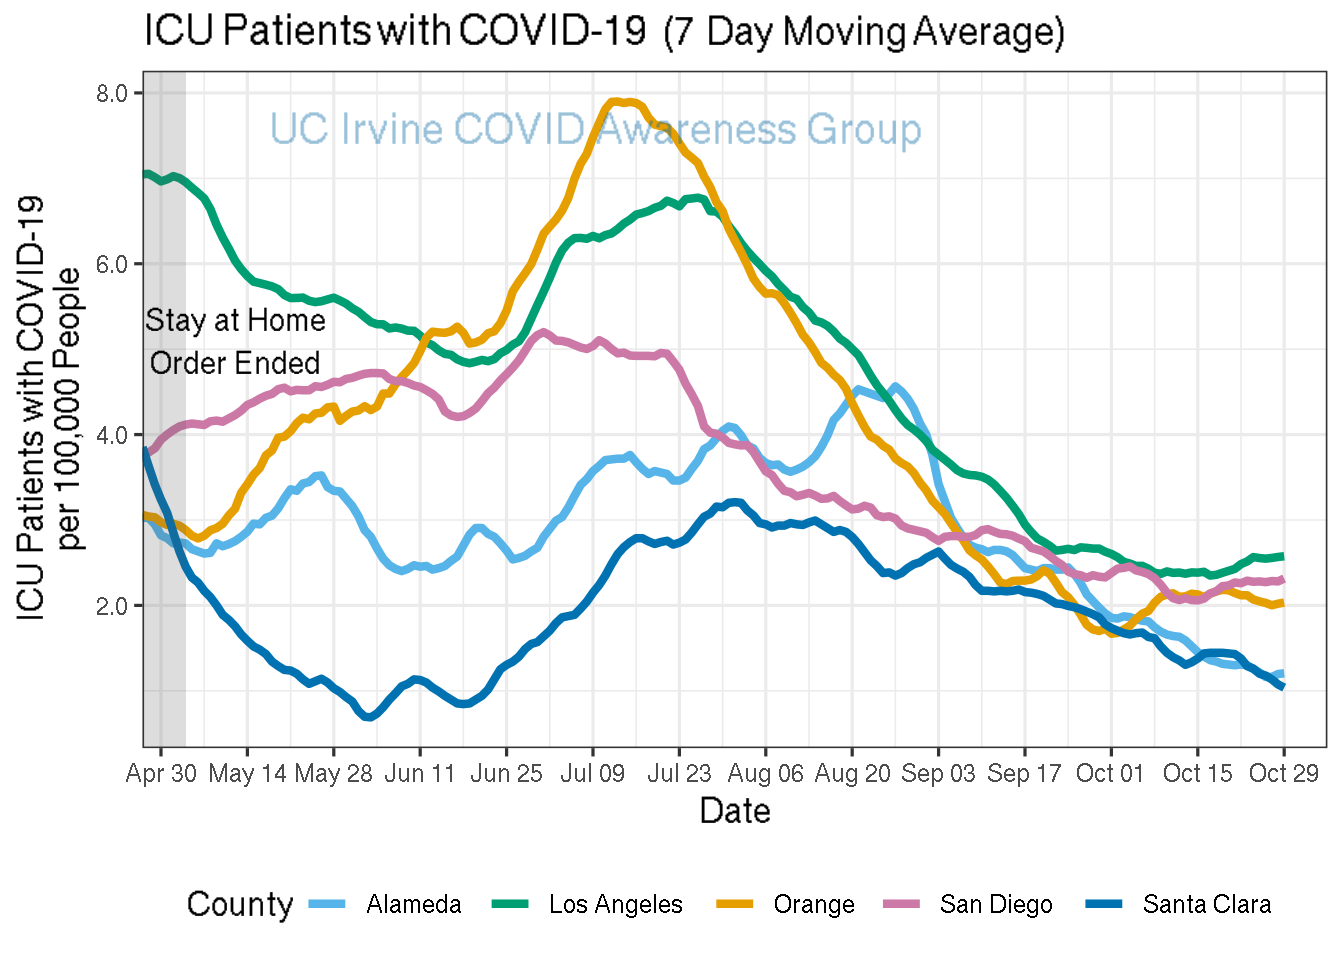 ICU Patients with COVID-19 (7 Day Moving Average)
UC Irvine COVID Awareness Group
ICU Patients with COVID-19
per 100,000 People
8.0
6.0
4.0
2.0
Stay at Home
Order Ended
Apr 30 May 14 May 28 Jun 11 Jun 25 Jul 09 Jul 23 Aug 06 Aug 20 Sep 03 Sep 17 Oct 01 Oct 15 Oct 29
Date
County Alameda Los Angeles Orange San Diego Santa Clara